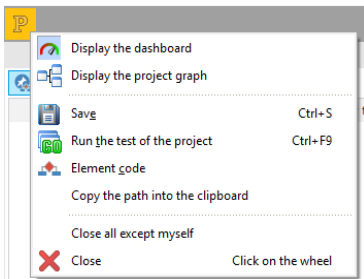 P
Display the dashboard
Display the project graph
Save Ctrl+S
GO Run the test of the project Ctrl+F9
Element code
Copy the path into the clipboard
Close all except myself
Close Click on the wheel